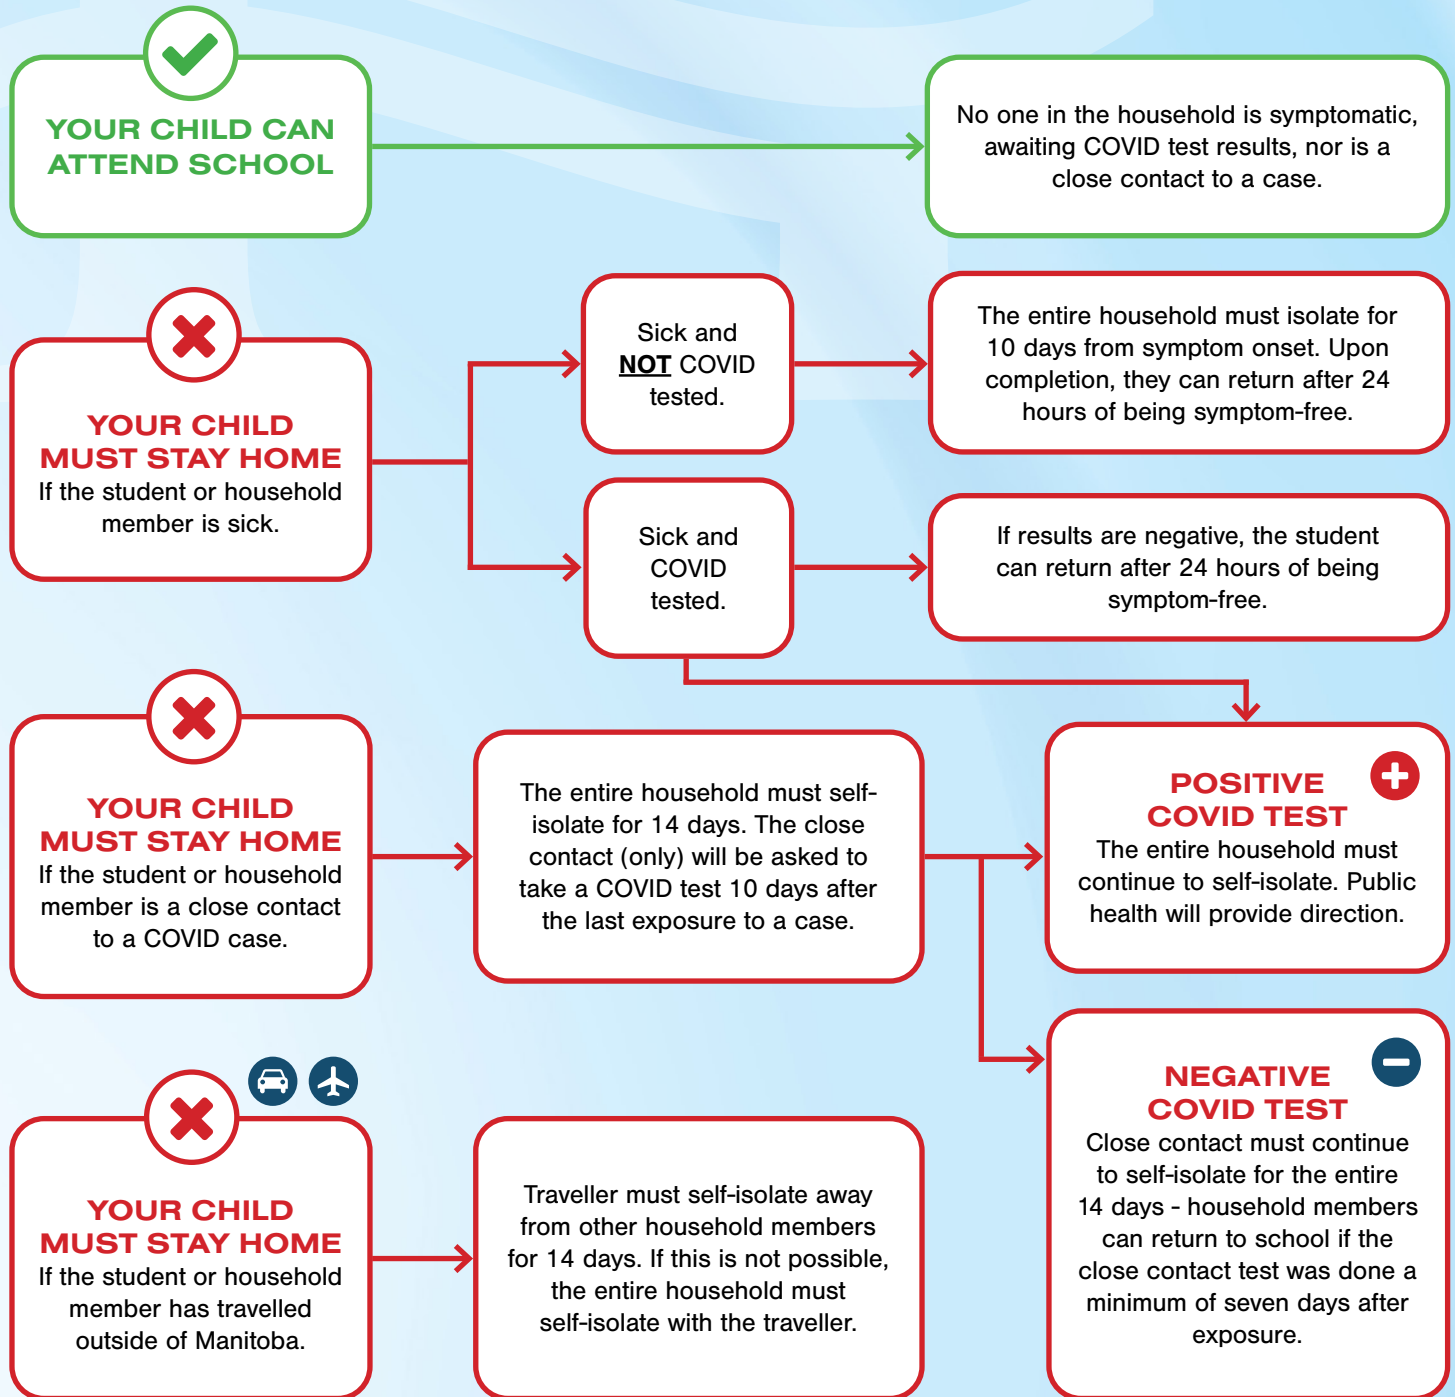 YOUR CHILD CAN
ATTEND SCHOOL
No one in the household is symptomatic,
awaiting COVID test results, nor is a
close contact to a case.
YOUR CHILD
MUST STAY HOME
If the student or household
member is sick.
Sick and
NOT COVID
tested.
The entire household must isolate for
10 days from symptom onset. Upon
completion, they can return after 24
hours of being symptom-free.
Sick and
COVID
tested.
If results are negative, the student
can return after 24 hours of being
symptom-free.
YOUR CHILD
MUST STAY HOME
If the student or household
member is a close contact
to a COVID case.
The entire household must self-
isolate for 14 days. The close
contact (only) will be asked to
take a COVID test 10 days after
the last exposure to a case.
POSITIVE
COVID TEST
The entire household must
continue to self-isolate. Public
health will provide direction.
NEGATIVE
COVID TEST
Close contact must continue
to self-isolate for the entire
14 days - household members
can return to school if the
close contact test was done a
minimum of seven days after
exposure.
YOUR CHILD
MUST STAY HOME
If the student or household
member has travelled
outside of Manitoba.
Traveller must self-isolate away
from other household members
for 14 days. If this is not possible,
the entire household must
self-isolate with the traveller.